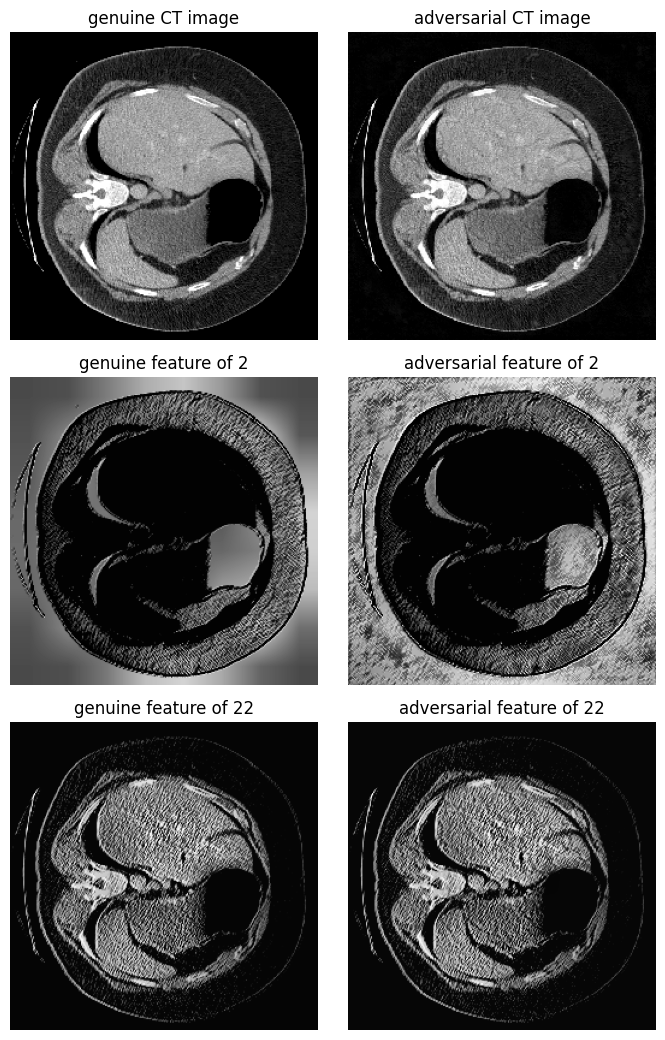 genuine CT image
adversarial CT image
genuine feature of 2
adversarial feature of 2
genuine feature of 22
adversarial feature of 22